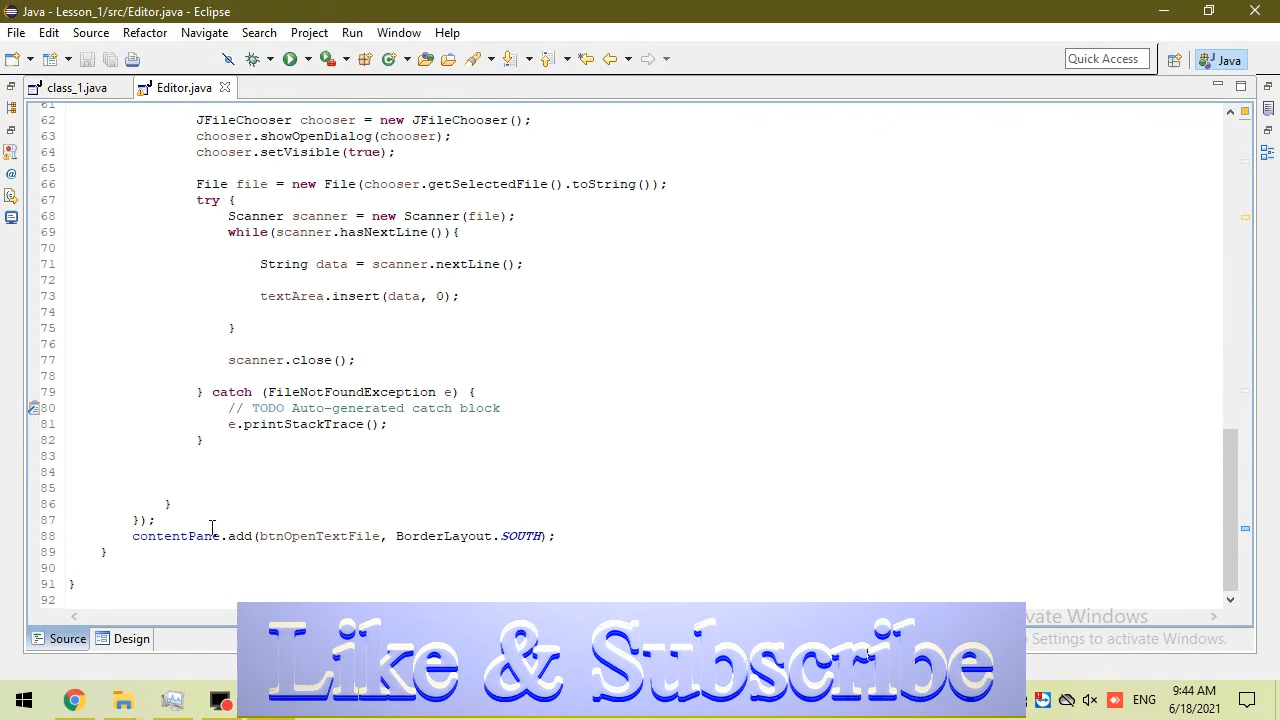 Java - Lesson_1/src/Editor.java - Eclipse
File Edit Source Refactor Navigate Search Project Run Window Help
Quick Access
Java
class_1.java
Editor.java
61
62 JFileChooser chooser = new JFileChooser();
63 chooser.showOpenDialog(chooser);
64 chooser.setVisible(true);
65
66 File file = new File(chooser.getSelectedFile().toString());
67 try {
68 Scanner scanner = new Scanner(file);
69 while(scanner.hasNextLine()){
70
71 String data = scanner.nextLine();
72
73 textArea.insert(data, 0);
74
75 }
76
77 scanner.close();
78
79 } catch (FileNotFoundException e) {
80 // TODO Auto-generated catch block
81 e.printStackTrace();
82 }
83
84
85
86 }
87 });
88 contentPane.add(btnOpenTextFile, BorderLayout.SOUTH);
89 }
90
91 }
92
vate Windows
Settings to activate Windows.
Source Design
Like & Subscribe
ENG
9:44 AM
6/18/2021